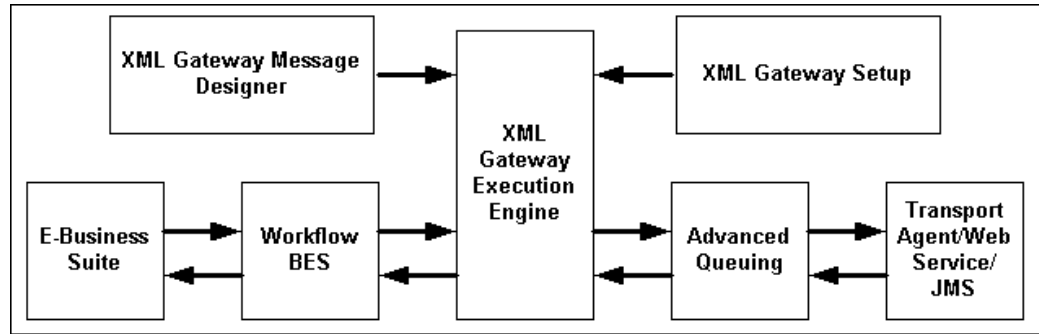 XML Gateway Message
Designer
XML Gateway Setup
XML
Gateway
Execution
Engine
E-Business
Suite
Workflow
BES
Advanced
Queuing
Transport
Agent/Web
Service/
JMS